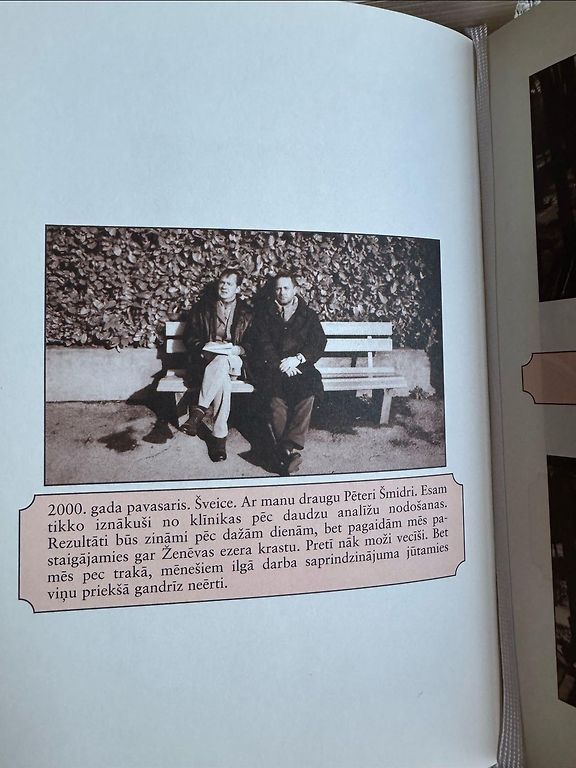 2000. gada pavasaris. Šveice. Ar manu draugu Pēteri Šmidri. Esam
tikko iznākuši no klīnikas pēc daudzu analīžu nodošanas.
Rezultāti būs zināmi pēc dažām dienām, bet pagaidām mēs pa-
staigājamies gar Ženēvas ezera krastu. Pretī nāk moži vecīši. Bet
mēs pec trakā, mēnešiem ilgā darba saprindzinājuma jūtamies
viņu priekšā gandrīz neērti.